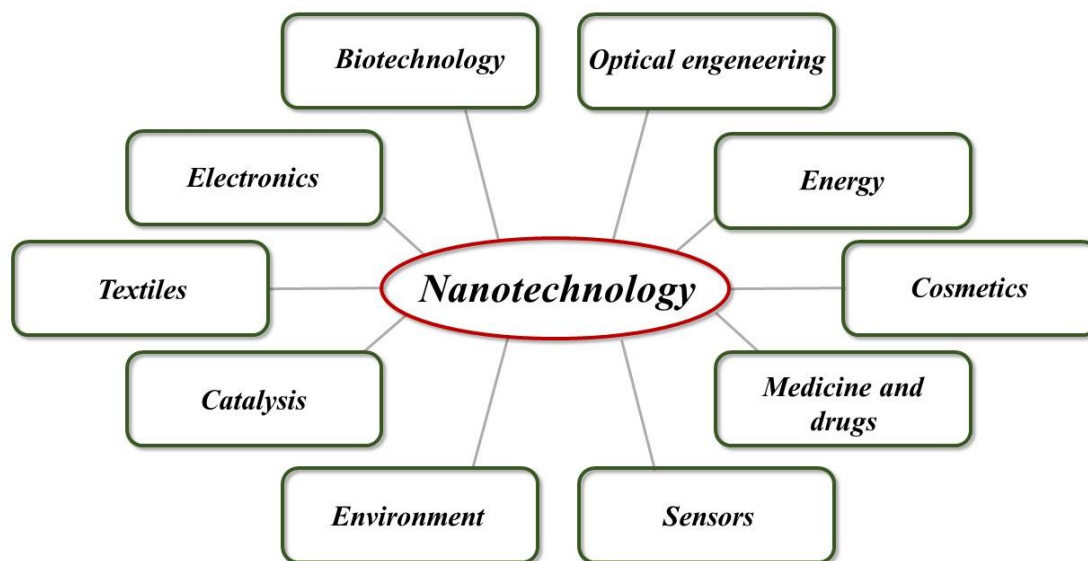 Biotechnology
Optical engeneering
Electronics
Energy
Textiles
Nanotechnology
Cosmetics
Catalysis
Medicine and
drugs
Environment
Sensors